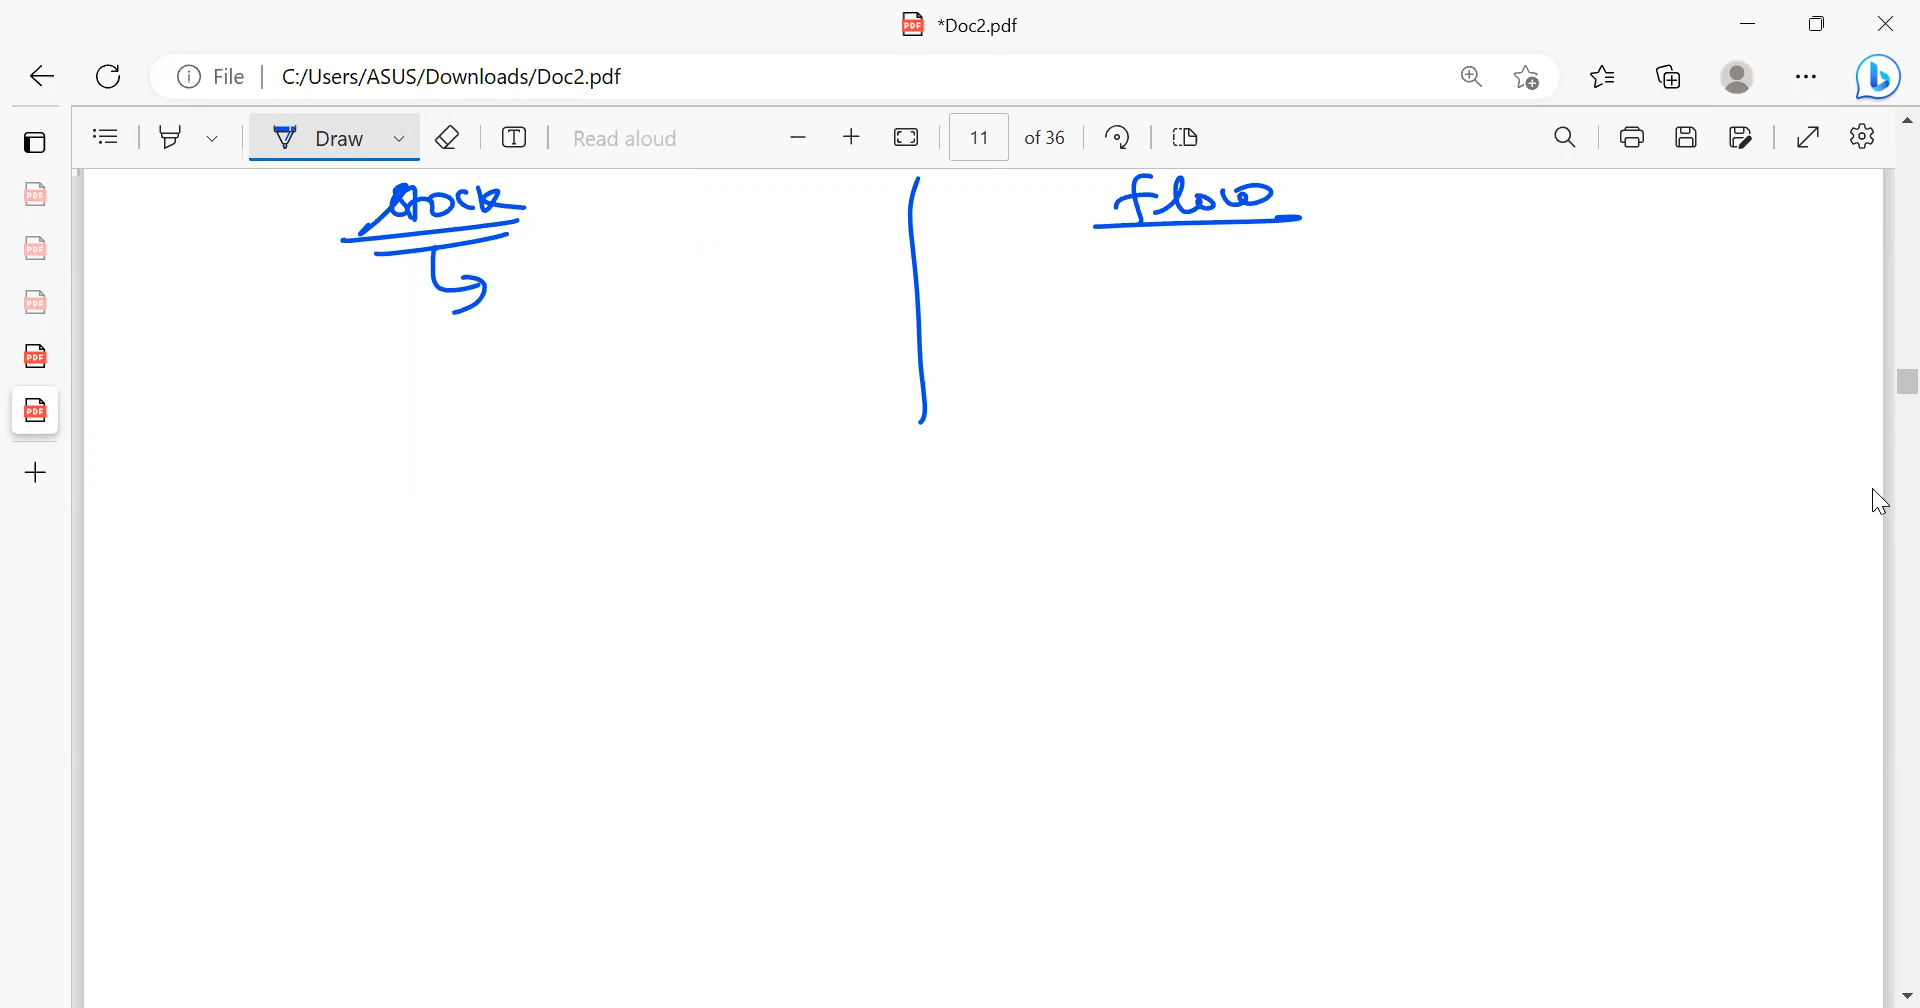 *Doc2.pdf
File
C:/Users/ASUS/Downloads/Doc2.pdf
Draw
Read aloud
11 of 36
stock
flow